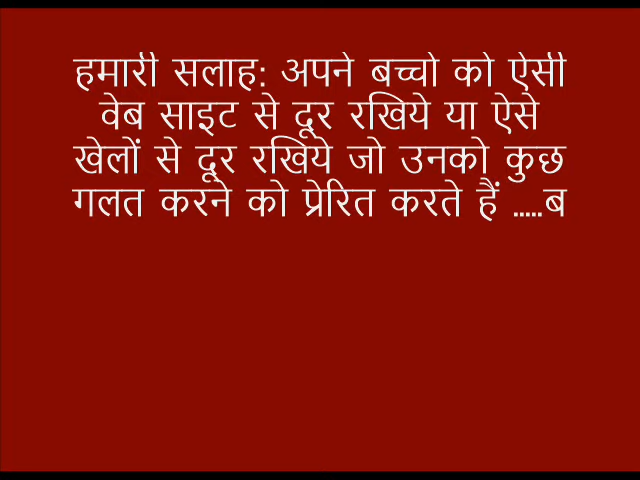 हमारी सलाह: अपने बच्चो को ऐसी
वेब साइट से दूर रखिये या ऐसे
खेलों से दूर रखिये जो उनको कुछ
गलत करने को प्रेरित करते हैं .....ब